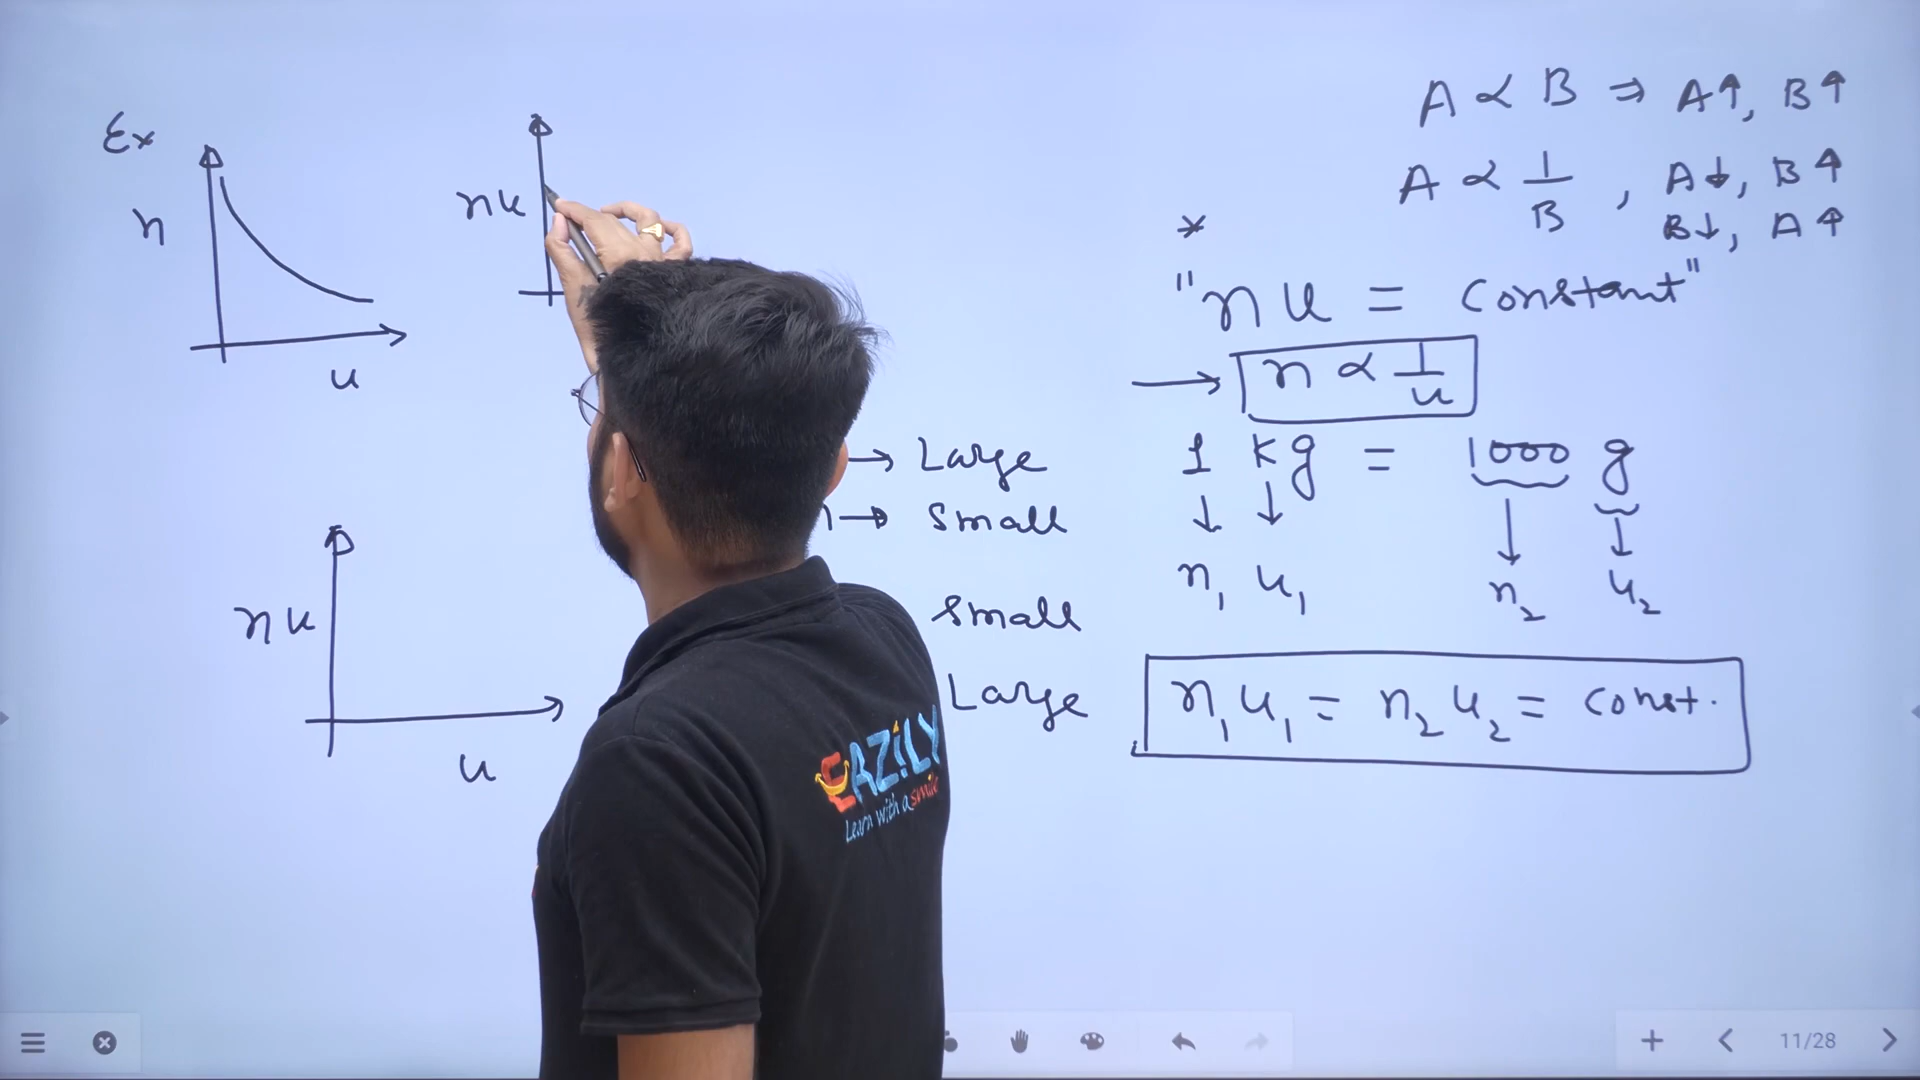 Ex
n
u
nu
nu
u
→ Large
→ Small
Small
Large
A ∝ B ⇒ A↑, B↑
A ∝ 1/B , A↓, B↑
B↓, A↑
*
"nu = constant"
→ n ∝ 1/u
1 kg = 1000 g
↓ ↓ ↓ ↓
n₁ u₁ n₂ u₂
n₁u₁ = n₂u₂ = const.
EAZILY
Learn with a smile
11/28